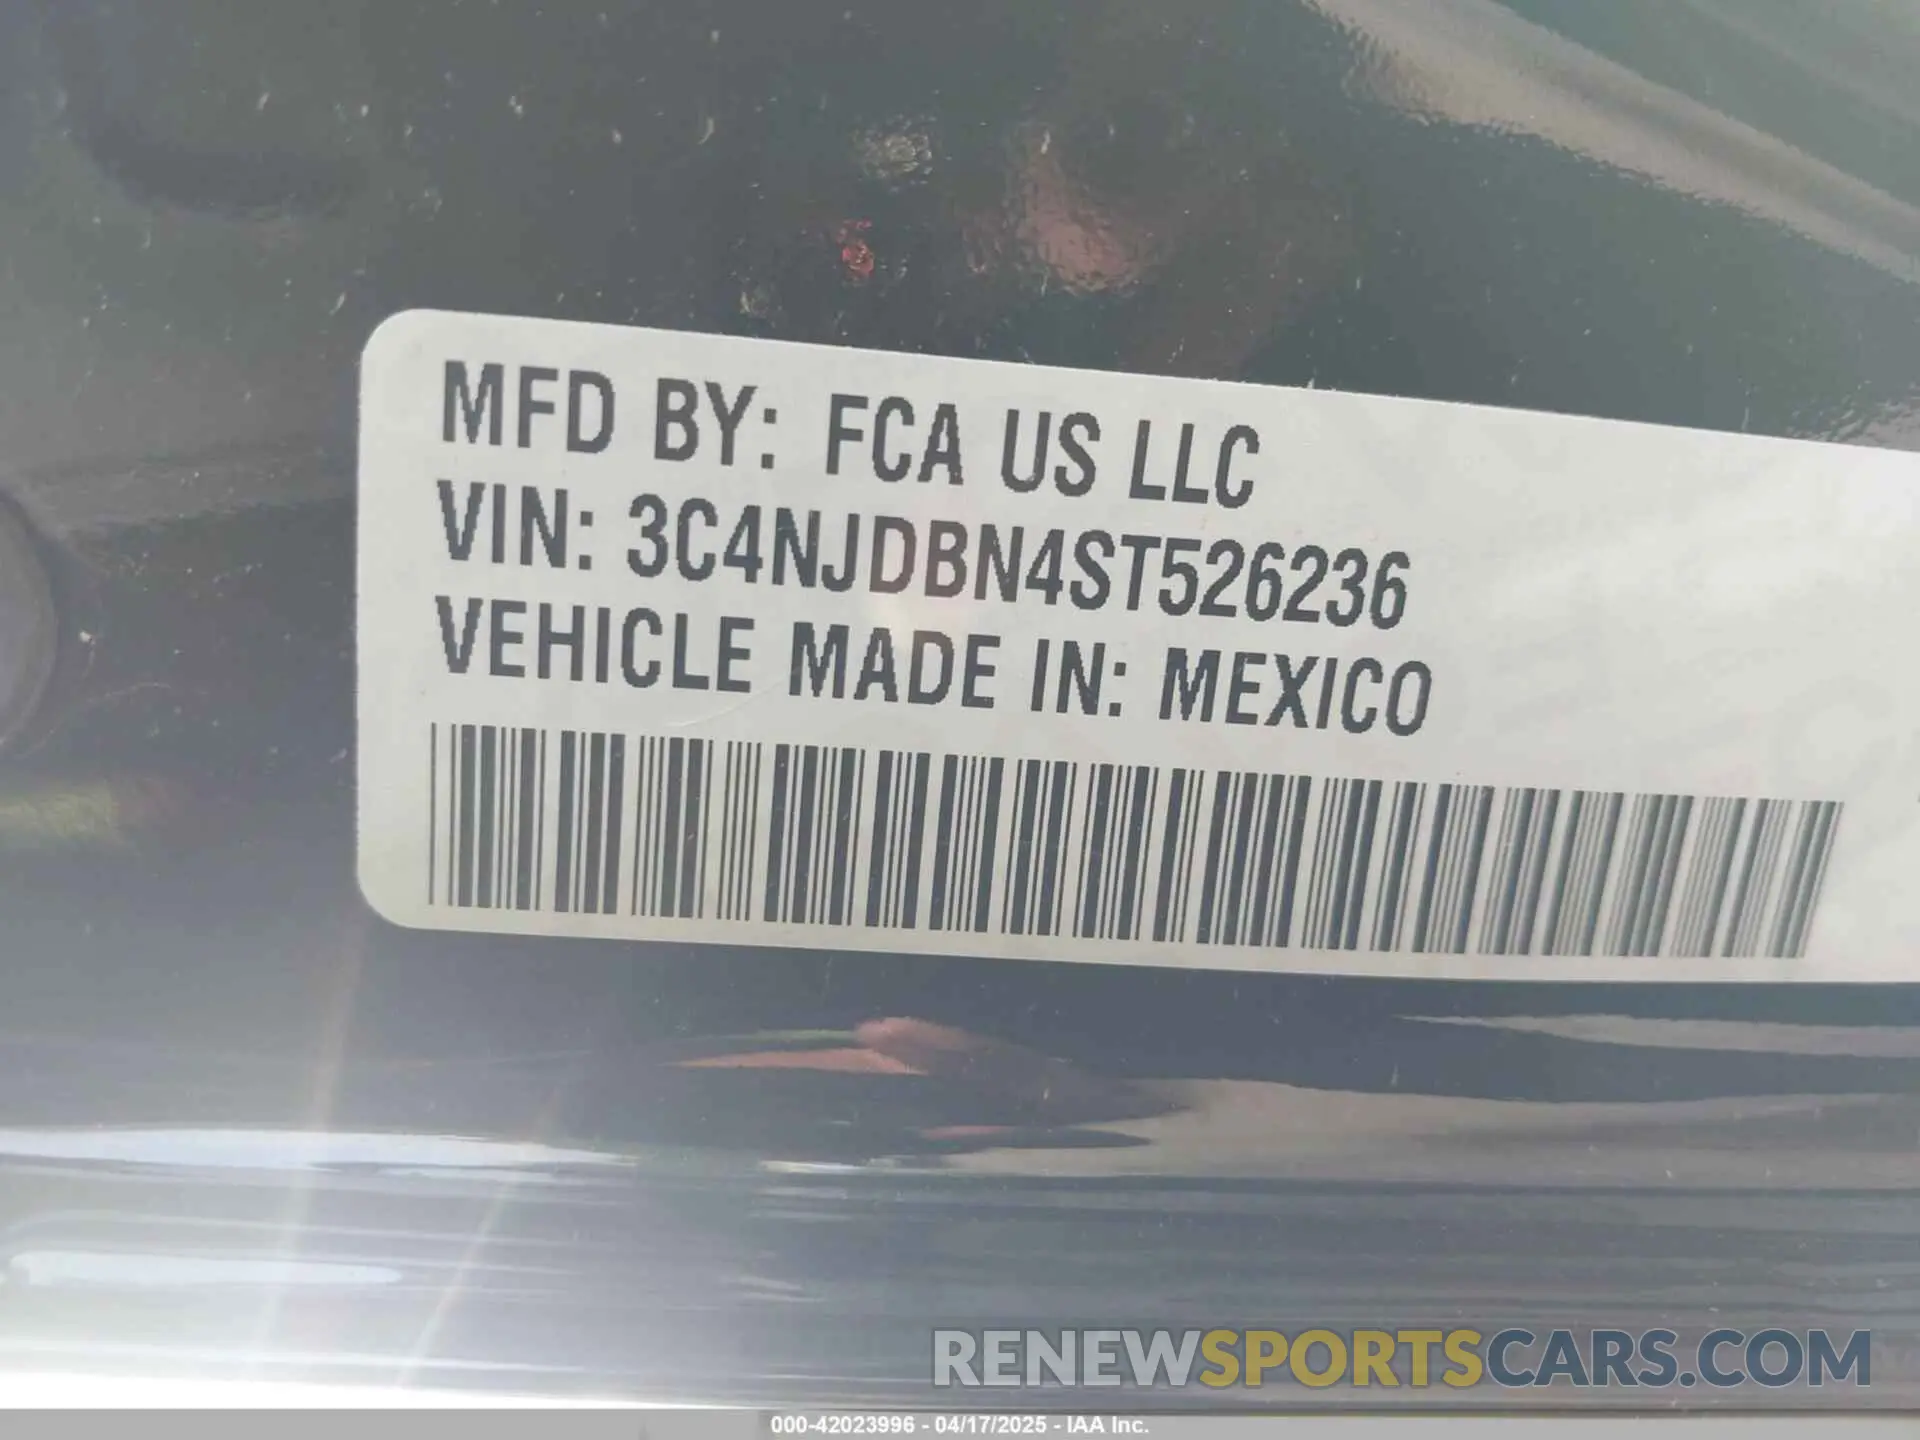 MFD BY: FCA US LLC
VIN: 3C4NJDBN4ST526236
VEHICLE MADE IN: MEXICO
RENEWSPORTSCARS.COM
000-42023996 - 04/17/2025 - IAA Inc.